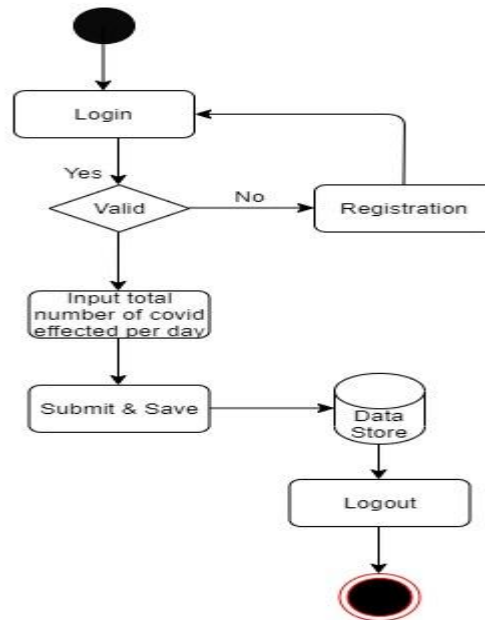 Login
Yes
Valid
No
Registration
Input total
number of covid
effected per day
Submit & Save
Data
Store
Logout